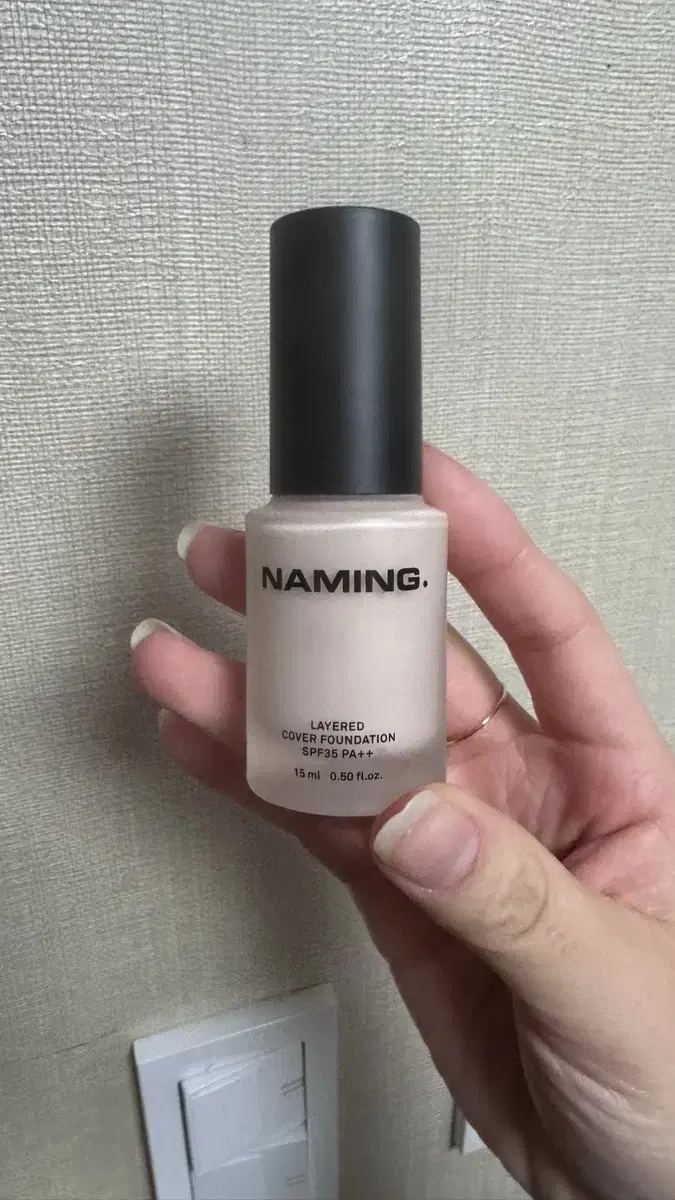 NAMING.
LAYERED
COVER FOUNDATION
SPF35 PA++
15 ml 0.50 fl.oz.